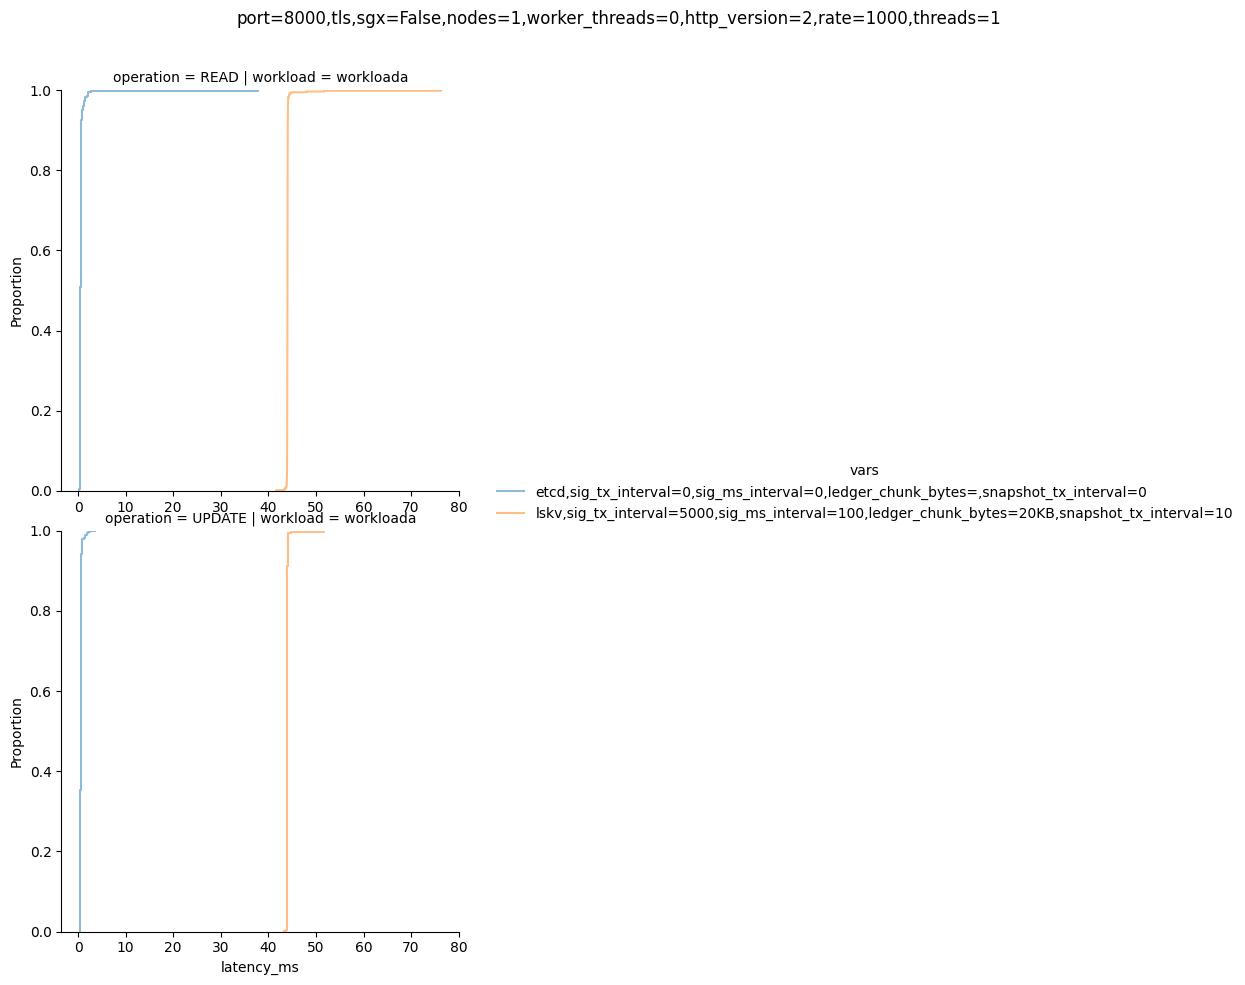 port=8000,tls,sgx=False,nodes=1,worker_threads=0,http_version=2,rate=1000,threads=1
operation = READ | workload = workloada
1.0
0.8
0.6
0.4
0.2
0.0
Proportion
0 10 20 30 40 50 60 70 80
vars
etcd,sig_tx_interval=0,sig_ms_interval=0,ledger_chunk_bytes=,snapshot_tx_interval=0
lskv,sig_tx_interval=5000,sig_ms_interval=100,ledger_chunk_bytes=20KB,snapshot_tx_interval=10
operation = UPDATE | workload = workloada
1.0
0.8
0.6
0.4
0.2
0.0
Proportion
0 10 20 30 40 50 60 70 80
latency_ms